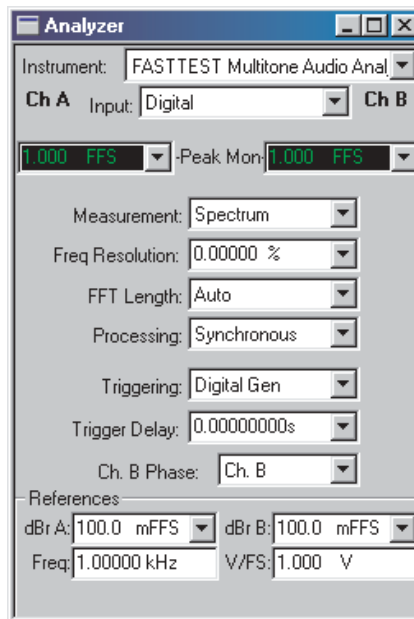 Analyzer
Instrument: FASTTEST Multitone Audio Anal
Ch A Input: Digital Ch B
1.000 FFS -Peak Mon- 1.000 FFS
Measurement: Spectrum
Freq Resolution: 0.00000 %
FFT Length: Auto
Processing: Synchronous
Triggering: Digital Gen
Trigger Delay: 0.00000000s
Ch. B Phase: Ch. B
References
dBr A: 100.0 mFFS dBr B: 100.0 mFFS
Freq: 1.00000 kHz V/FS: 1.000 V